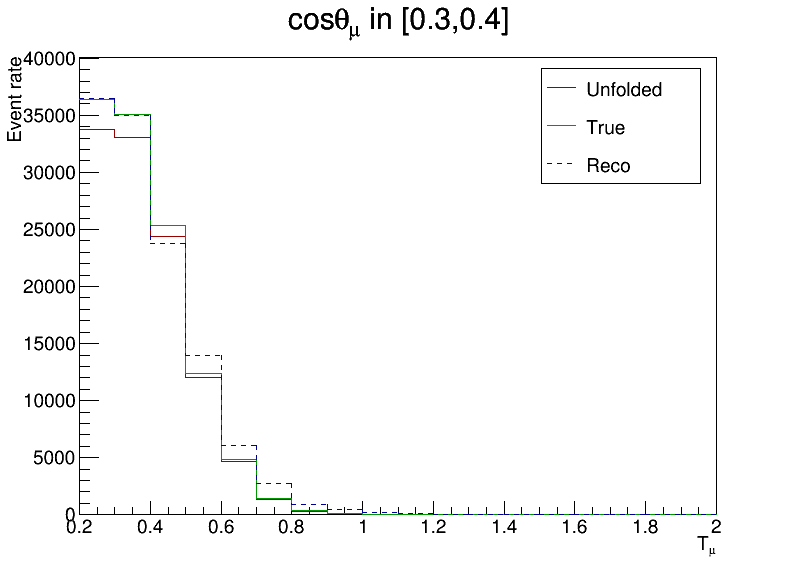 cosθμ in [0.3,0.4]
Event rate
40000
35000
30000
25000
20000
15000
10000
5000
0
Unfolded
True
Reco
0.2 0.4 0.6 0.8 1 1.2 1.4 1.6 1.8 2
Tμ